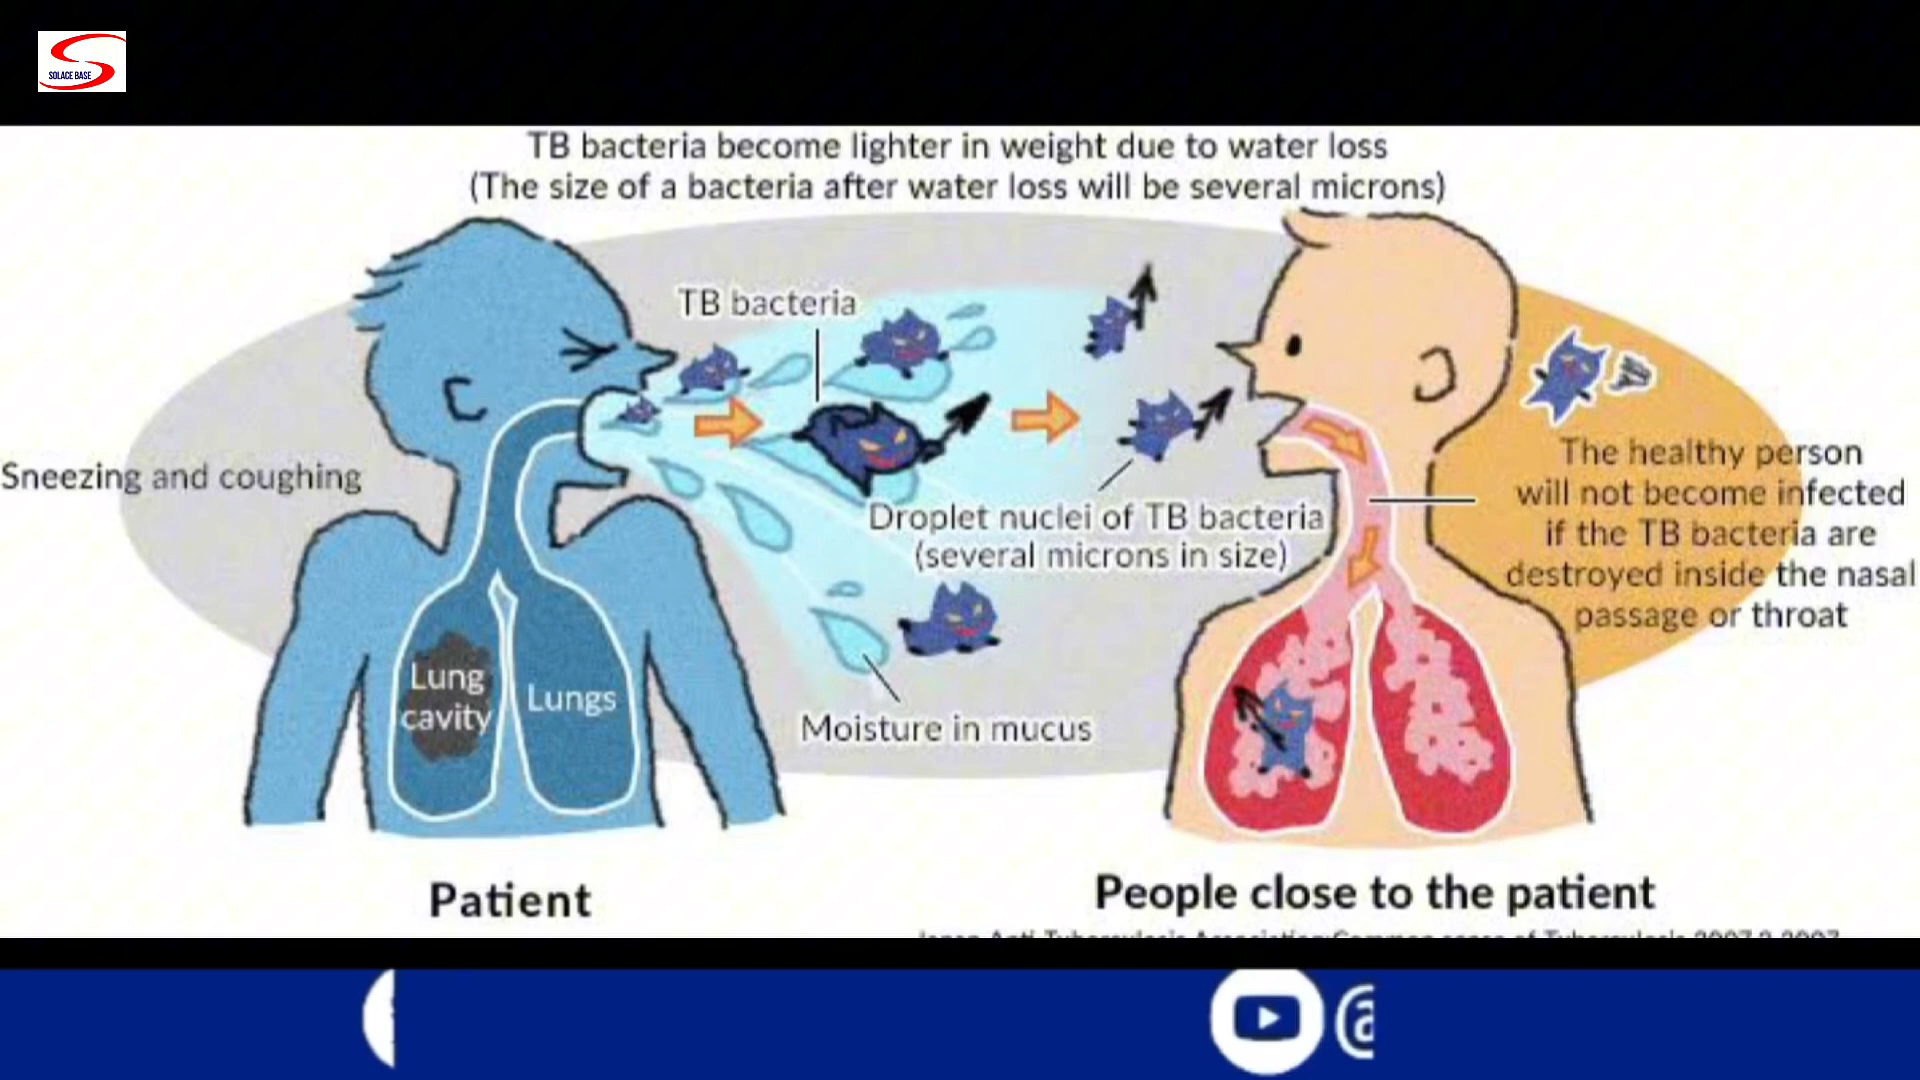 SOLACE BASE
TB bacteria become lighter in weight due to water loss
(The size of a bacteria after water loss will be several microns)
TB bacteria
Sneezing and coughing
Droplet nuclei of TB bacteria
(several microns in size)
The healthy person
will not become infected
if the TB bacteria are
destroyed inside the nasal
passage or throat
Lung
cavity
Lungs
Moisture in mucus
Patient
People close to the patient
@